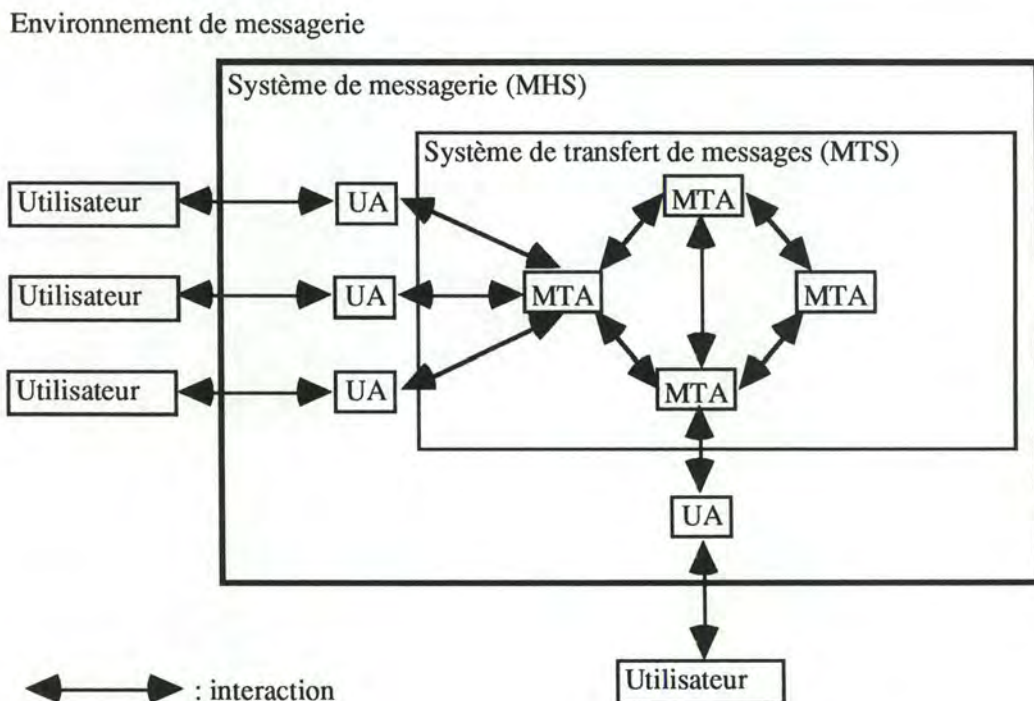 Environnement de messagerie
Système de messagerie (MHS)
Système de transfert de messages (MTS)
Utilisateur
UA
MTA
Utilisateur
UA
MTA
MTA
Utilisateur
UA
MTA
UA
Utilisateur
: interaction